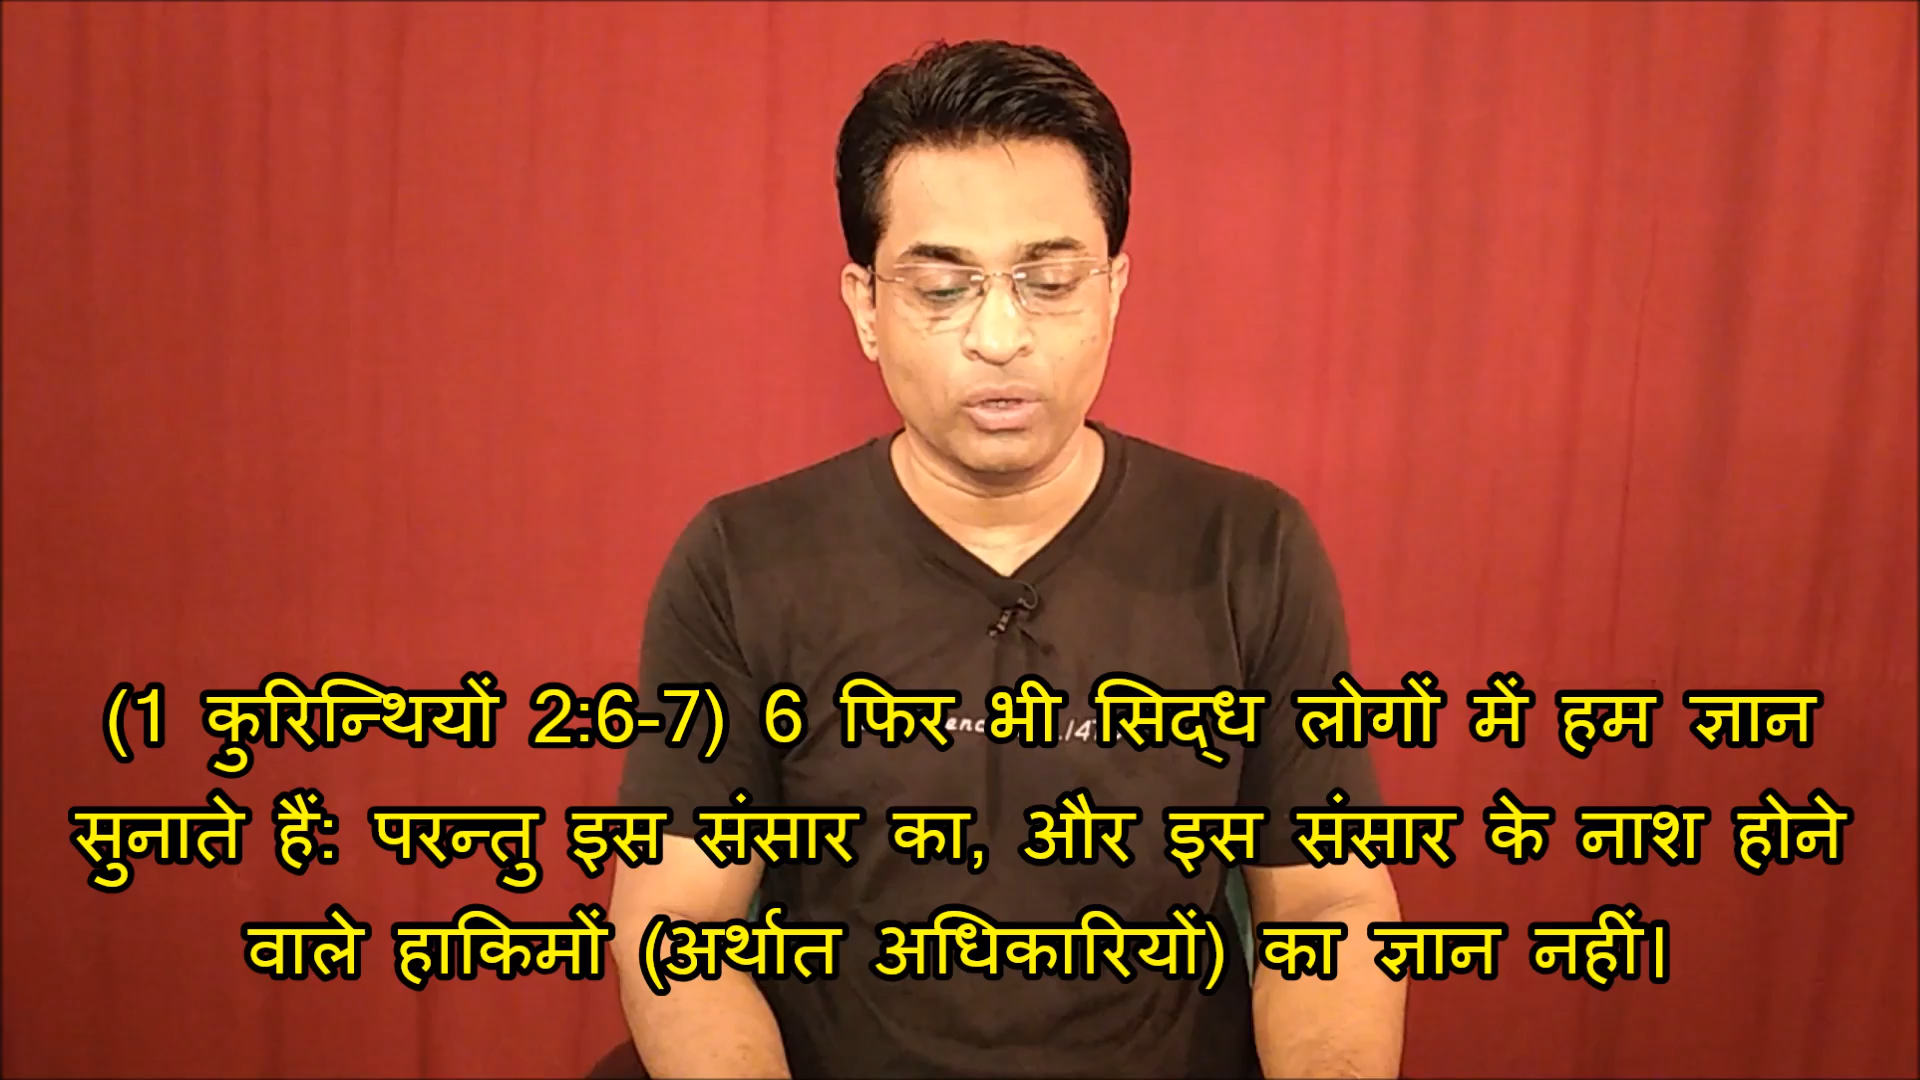 (1 कुरिन्थियों 2:6-7) 6 फिर भी सिद्ध लोगों में हम ज्ञान
सुनाते हैं: परन्तु इस संसार का, और इस संसार के नाश होने
वाले हाकिमों (अर्थात अधिकारियों) का ज्ञान नहीं।